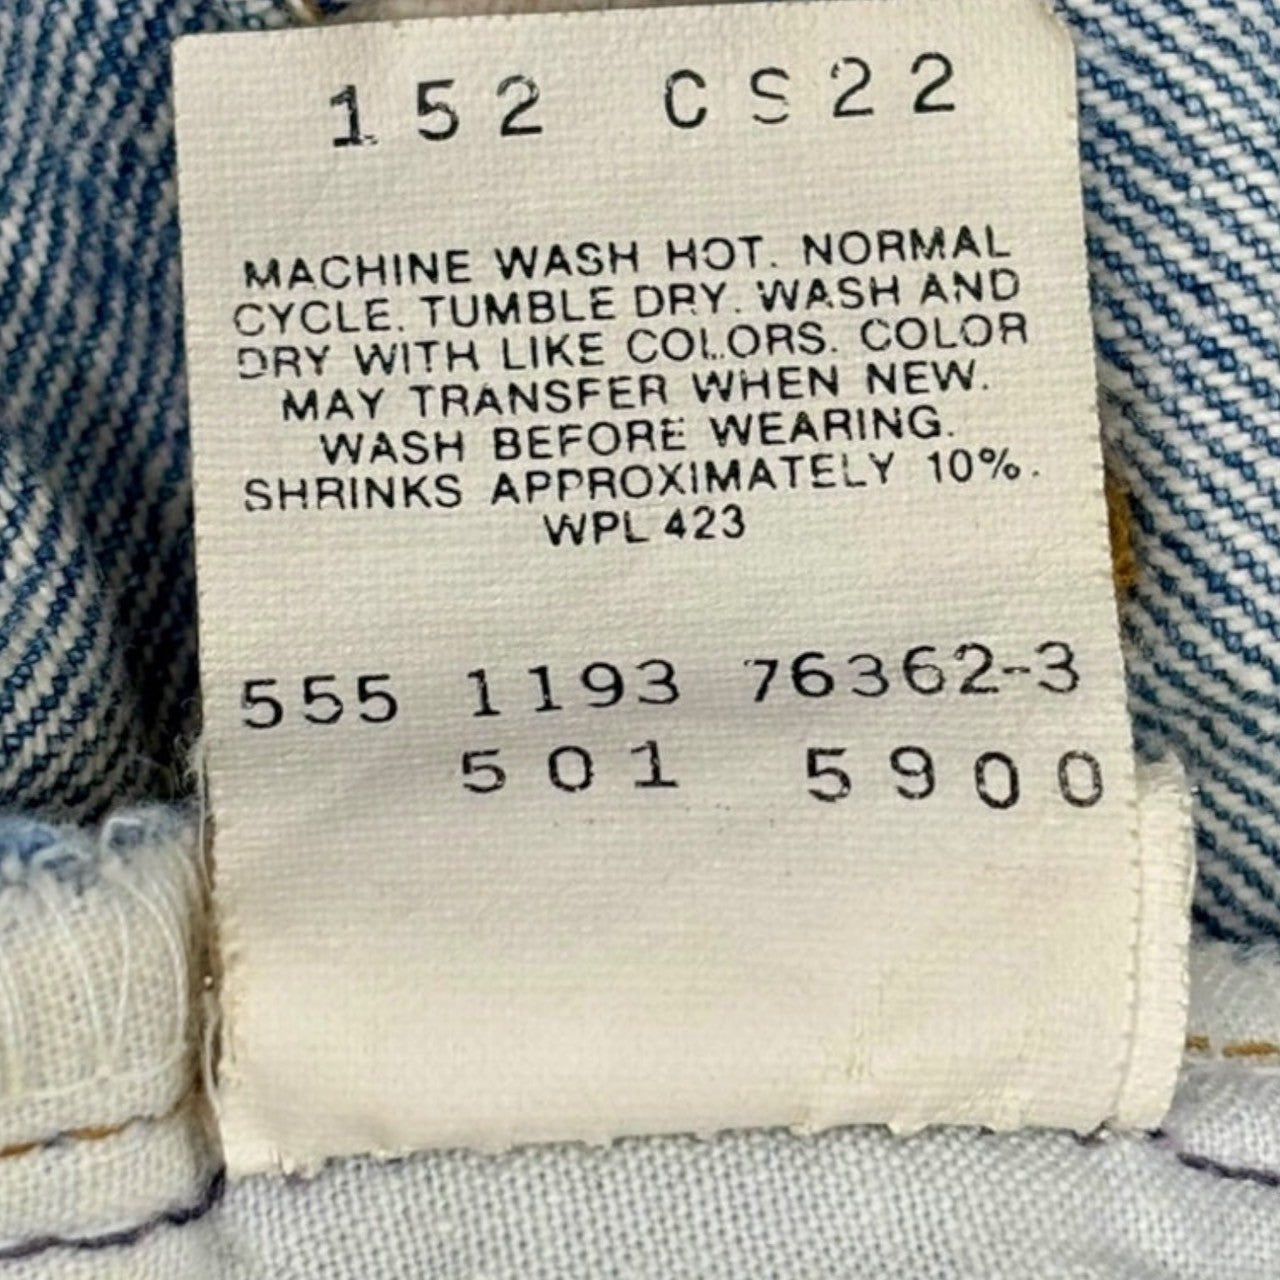 152 CS22
MACHINE WASH HOT. NORMAL
CYCLE. TUMBLE DRY. WASH AND
DRY WITH LIKE COLORS. COLOR
MAY TRANSFER WHEN NEW.
WASH BEFORE WEARING.
SHRINKS APPROXIMATELY 10%.
WPL 423
555 1193 76362-3
501 5900